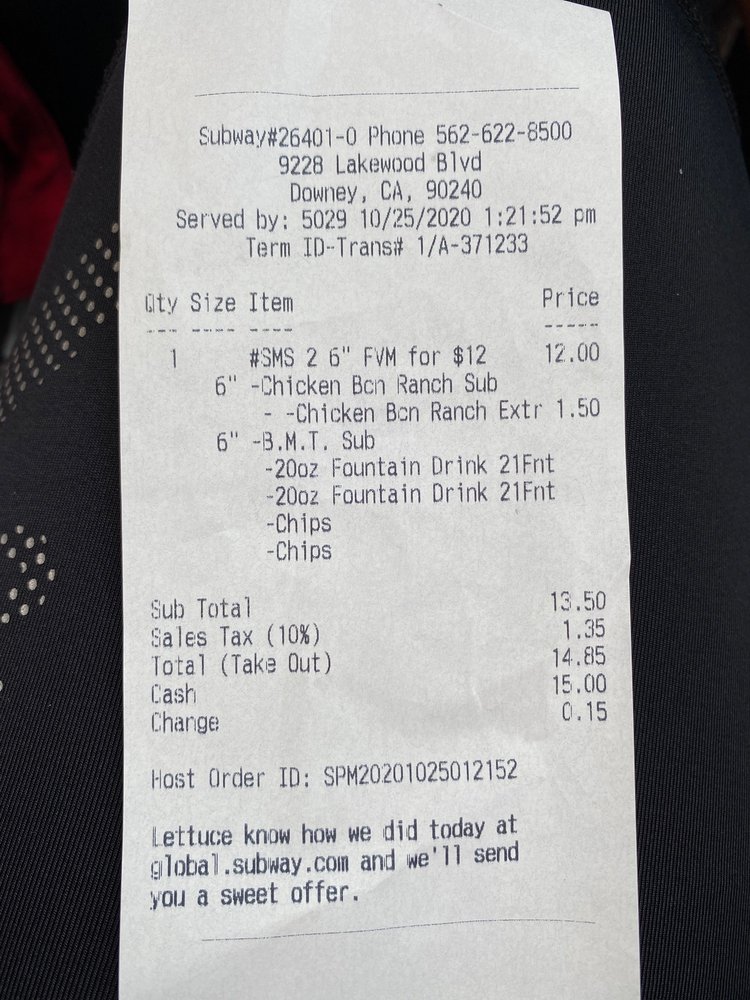 Subway#26401-0 Phone 562-622-8500
9228 Lakewood Blvd
Downey, CA, 90240
Served by: 5029 10/25/2020 1:21:52 pm
Term ID-Trans# 1/A-371233
Qty Size Item Price
--- ---- ---- -----
1 #SMS 2 6" FVM for $12 12.00
6" -Chicken Bcn Ranch Sub
- -Chicken Bcn Ranch Extr 1.50
6" -B.M.T. Sub
-20oz Fountain Drink 21Fnt
-20oz Fountain Drink 21Fnt
-Chips
-Chips
Sub Total 13.50
Sales Tax (10%) 1.35
Total (Take Out) 14.85
Cash 15.00
Change 0.15
Host Order ID: SPM20201025012152
Lettuce know how we did today at
global.subway.com and we'll send
you a sweet offer.